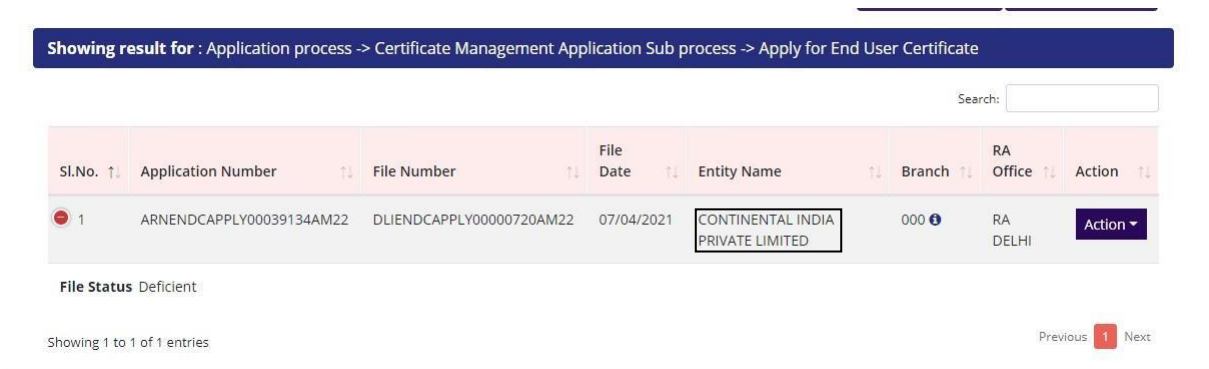 Showing result for : Application process -> Certificate Management Application Sub process -> Apply for End User Certificate
Search:
Sl.No. Application Number File Number File Date Entity Name Branch RA Office Action
1 ARNENDCAPPLY00039134AM22 DLIENDCAPPLY00000720AM22 07/04/2021 CONTINENTAL INDIA PRIVATE LIMITED 000 RA DELHI Action
File Status Deficient
Showing 1 to 1 of 1 entries
Previous 1 Next